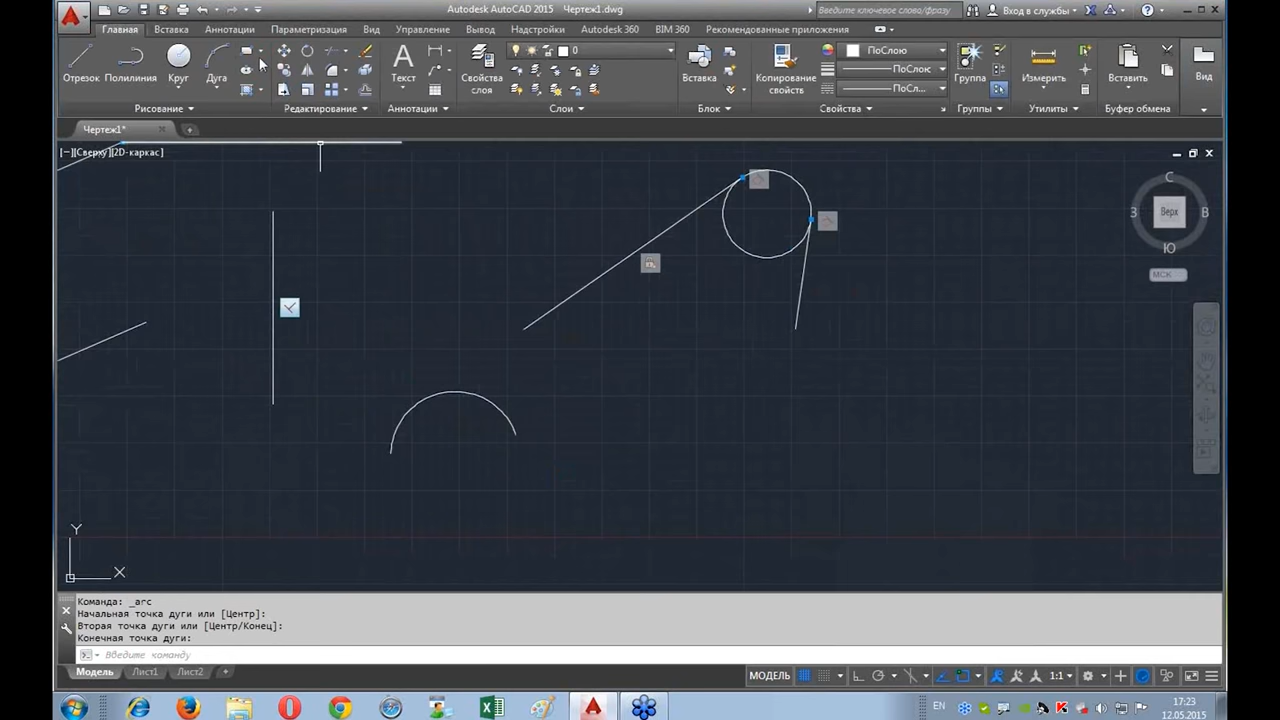 Autodesk AutoCAD 2015 Чертеж1.dwg
Введите ключевое слово/фразу
Вход в службы
Главная Вставка Аннотации Параметризация Вид Управление Вывод Надстройки Autodesk 360 BIM 360 Рекомендованные приложения
0
ПоСлою
ПоСлою
ПоСл...
Отрезок Полилиния Круг Дуга Текст Свойства слоя Вставка Копирование свойств Группа Измерить Вставить Вид
Рисование Редактирование Аннотации Слои Блок Свойства Группы Утилиты Буфер обмена
Чертеж1*
[−][Сверху][2D-каркас]
С
З Верх В
Ю
МСК
Y
X
Команда: _arc
Начальная точка дуги или [Центр]:
Вторая точка дуги или [Центр/Конец]:
Конечная точка дуги:
Введите команду
Модель Лист1 Лист2
МОДЕЛЬ 1:1
EN 17:23
12.05.2015